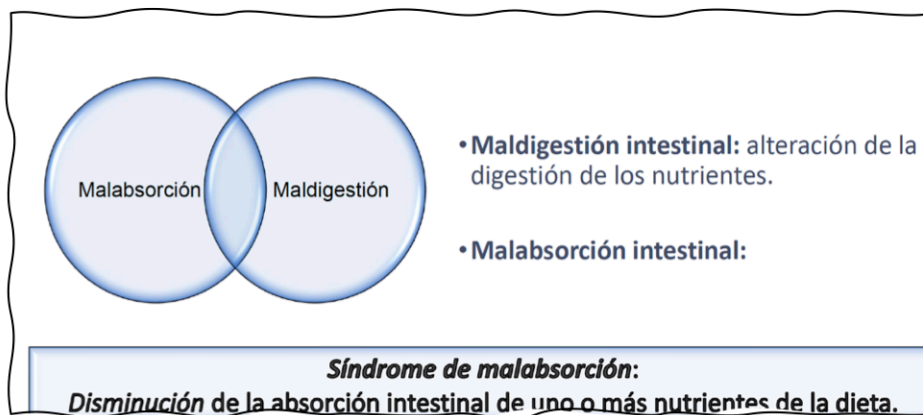 Malabsorción
Maldigestión
• Maldigestión intestinal: alteración de la
digestión de los nutrientes.
• Malabsorción intestinal:
Síndrome de malabsorción:
Disminución de la absorción intestinal de uno o más nutrientes de la dieta.